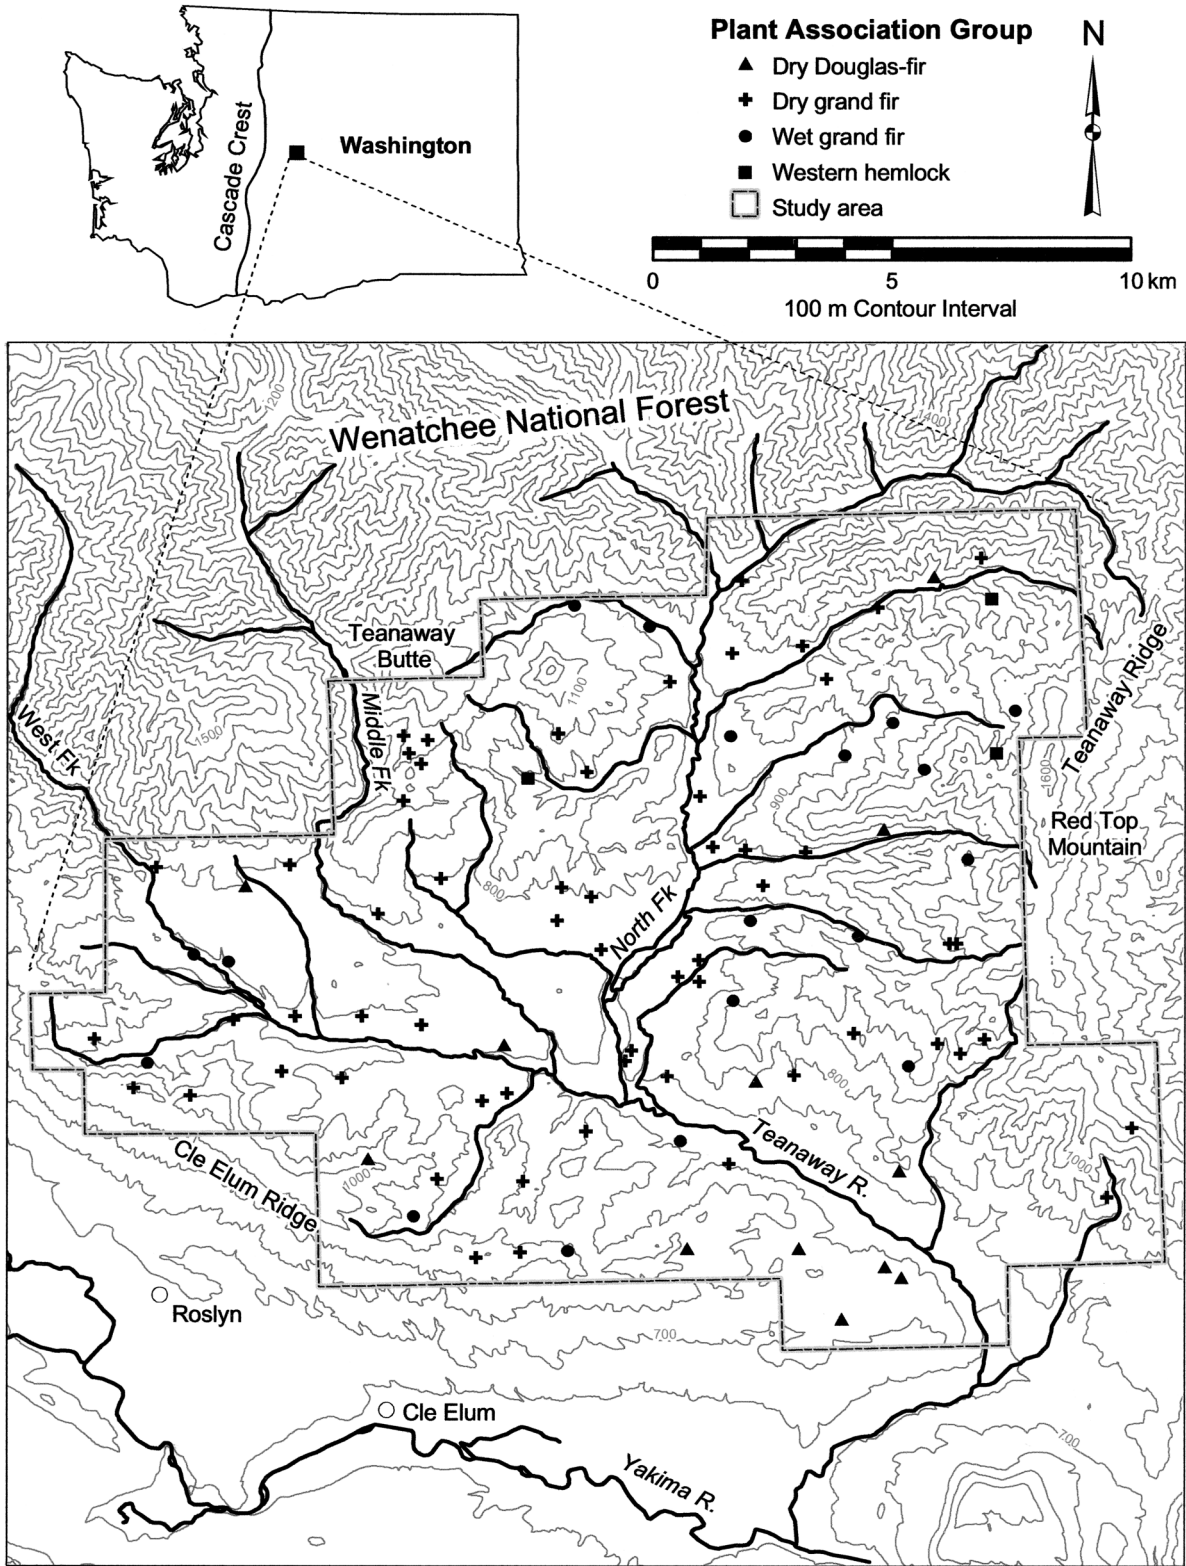 Plant Association Group
N
Dry Douglas-fir
Dry grand fir
Wet grand fir
Western hemlock
Study area
Cascade Crest
Washington
0
5
10 km
100 m Contour Interval
1200
1400
Wenatchee National Forest
Teanaway
Butte
Teanaway Ridge
1100
West Fk
1500
Middle Fk
1600
900
Red Top
Mountain
800
North Fk
800
Teanaway R.
1000
Cle Elum Ridge
1000
Roslyn
700
Cle Elum
700
Yakima R.